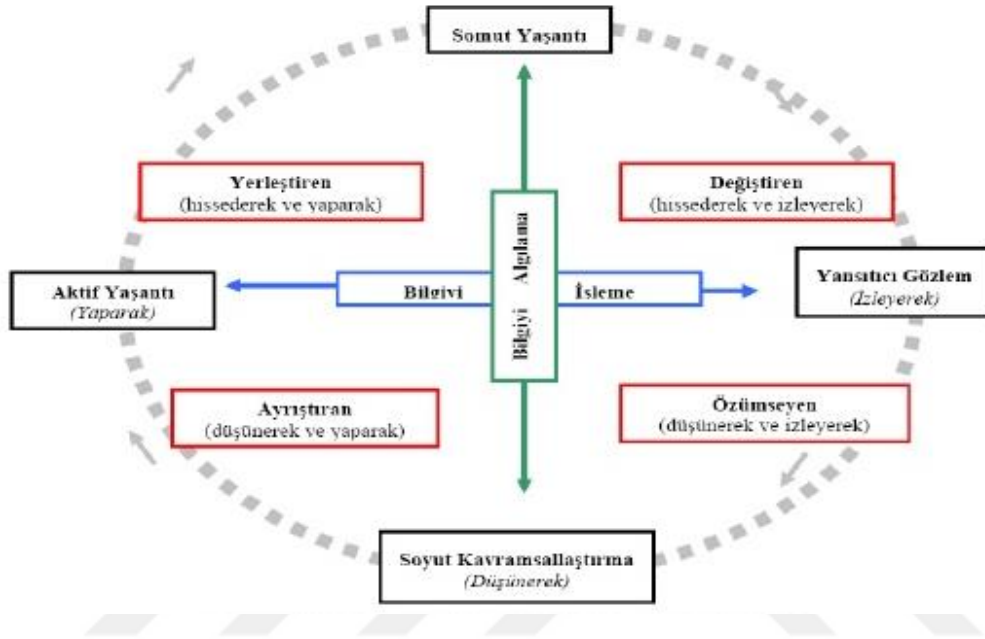 Somut Yaşantı
Yerleştiren
(hissederek ve yaparak)
Değiştiren
(hissederek ve izleyerek)
Aktif Yaşantı
(Yaparak)
Bilgivi
İşleme
Bilgiyi Algılama
Yansıtıcı Gözlem
(İzleyerek)
Ayrıştıran
(düşünerek ve yaparak)
Özümseyen
(düşünerek ve izleyerek)
Soyut Kavramsallaştırma
(Düşünerek)